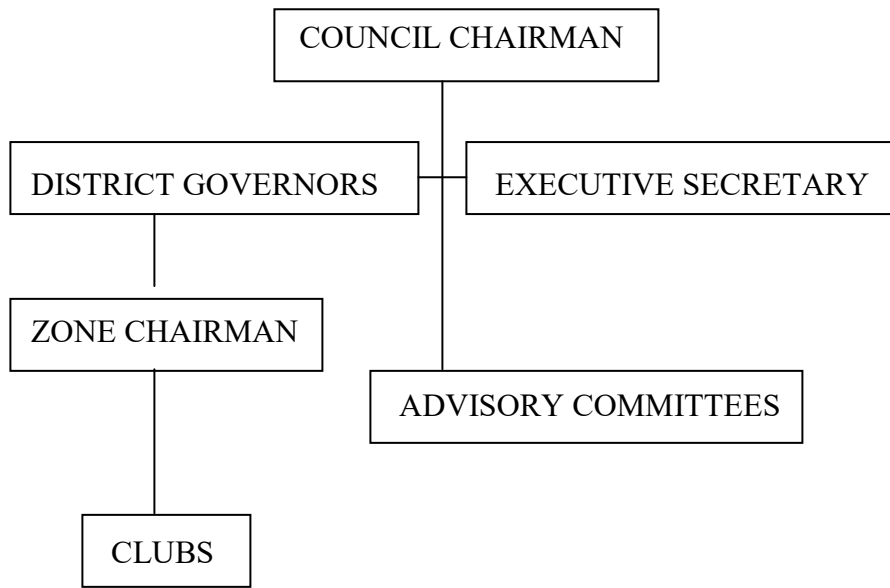 COUNCIL CHAIRMAN
DISTRICT GOVERNORS
EXECUTIVE SECRETARY
ZONE CHAIRMAN
ADVISORY COMMITTEES
CLUBS